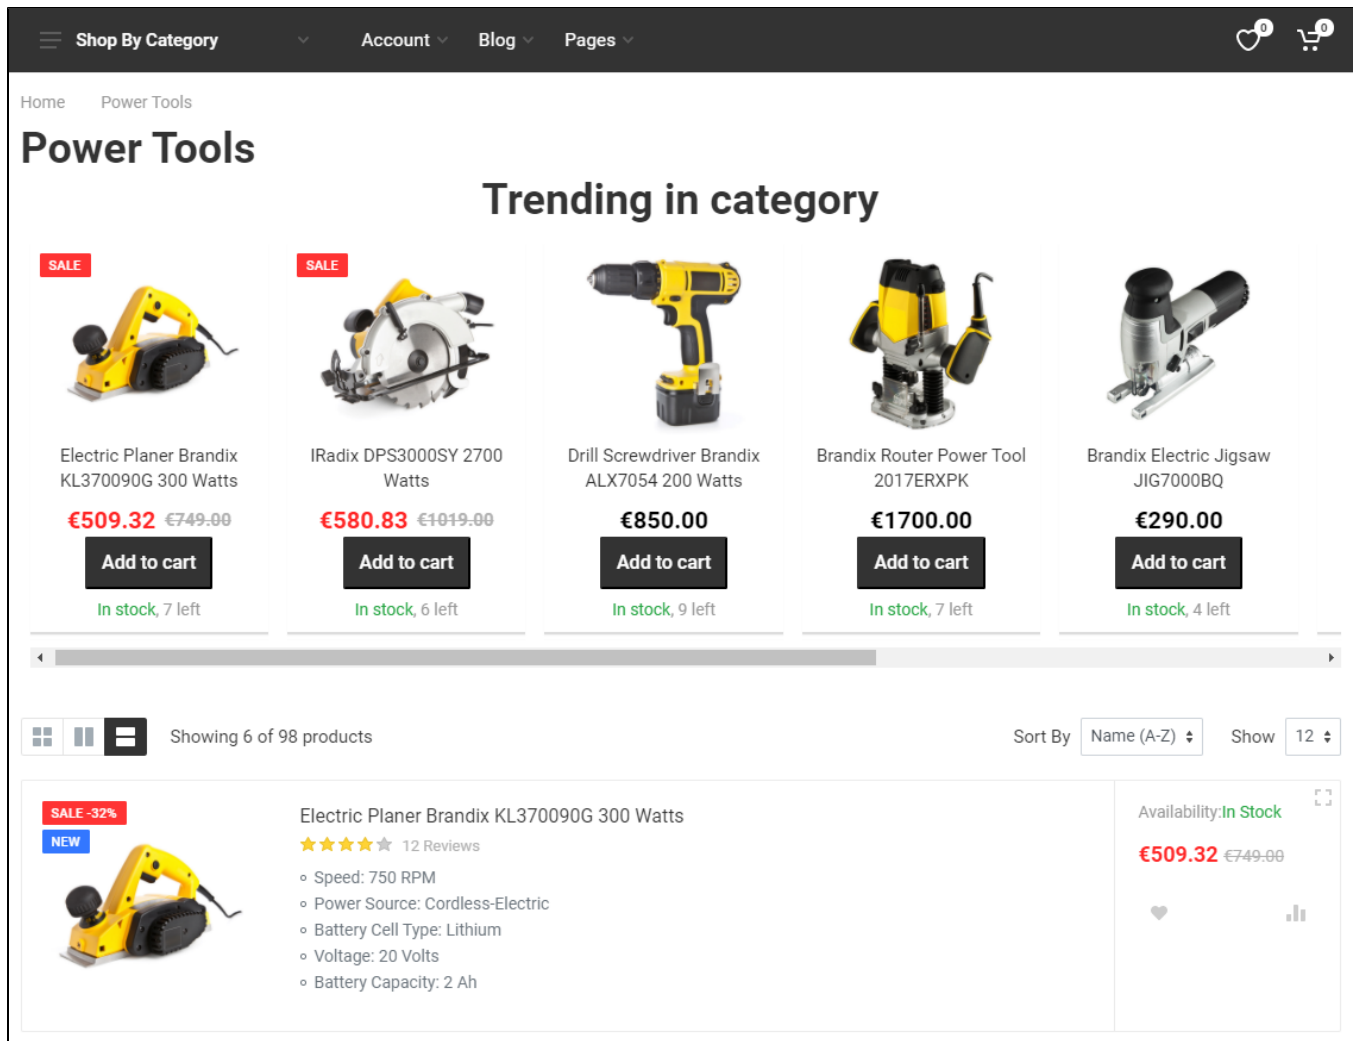 Shop By Category Account Blog Pages 0 0
Home Power Tools
Power Tools
Trending in category
SALE
Electric Planer Brandix
KL370090G 300 Watts
€509.32 €749.00
Add to cart
In stock, 7 left
SALE
IRadix DPS3000SY 2700
Watts
€580.83 €1019.00
Add to cart
In stock, 6 left
Drill Screwdriver Brandix
ALX7054 200 Watts
€850.00
Add to cart
In stock, 9 left
Brandix Router Power Tool
2017ERXPK
€1700.00
Add to cart
In stock, 7 left
Brandix Electric Jigsaw
JIG7000BQ
€290.00
Add to cart
In stock, 4 left
Showing 6 of 98 products Sort By Name (A-Z) Show 12
SALE -32%
NEW
Electric Planer Brandix KL370090G 300 Watts
12 Reviews
Speed: 750 RPM
Power Source: Cordless-Electric
Battery Cell Type: Lithium
Voltage: 20 Volts
Battery Capacity: 2 Ah
Availability:In Stock
€509.32 €749.00